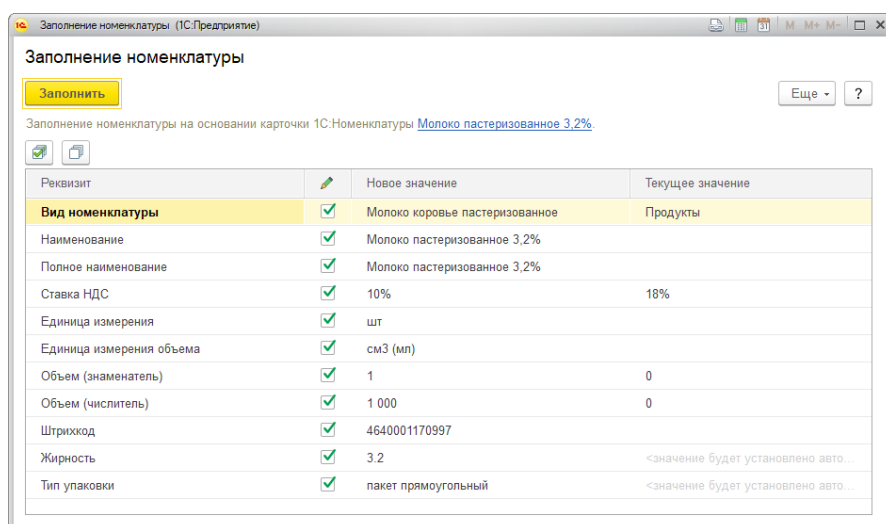 1С Заполнение номенклатуры (1С:Предприятие) 31 M M+ M-
Заполнение номенклатуры
Заполнить Еще ?
Заполнение номенклатуры на основании карточки 1С:Номенклатуры Молоко пастеризованное 3,2%.
Реквизит Новое значение Текущее значение
Вид номенклатуры Молоко коровье пастеризованное Продукты
Наименование Молоко пастеризованное 3,2%
Полное наименование Молоко пастеризованное 3,2%
Ставка НДС 10% 18%
Единица измерения шт
Единица измерения объема см3 (мл)
Объем (знаменатель) 1 0
Объем (числитель) 1 000 0
Штрихкод 4640001170997
Жирность 3.2 <значение будет установлено авто...
Тип упаковки пакет прямоугольный <значение будет установлено авто...